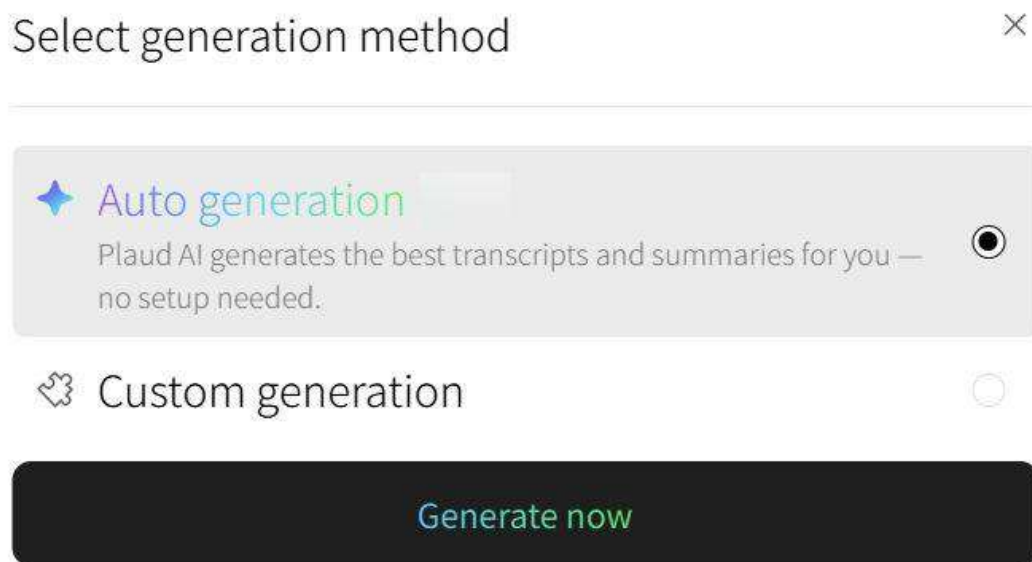 Select generation method
Auto generation
Plaud AI generates the best transcripts and summaries for you —
no setup needed.
Custom generation
Generate now